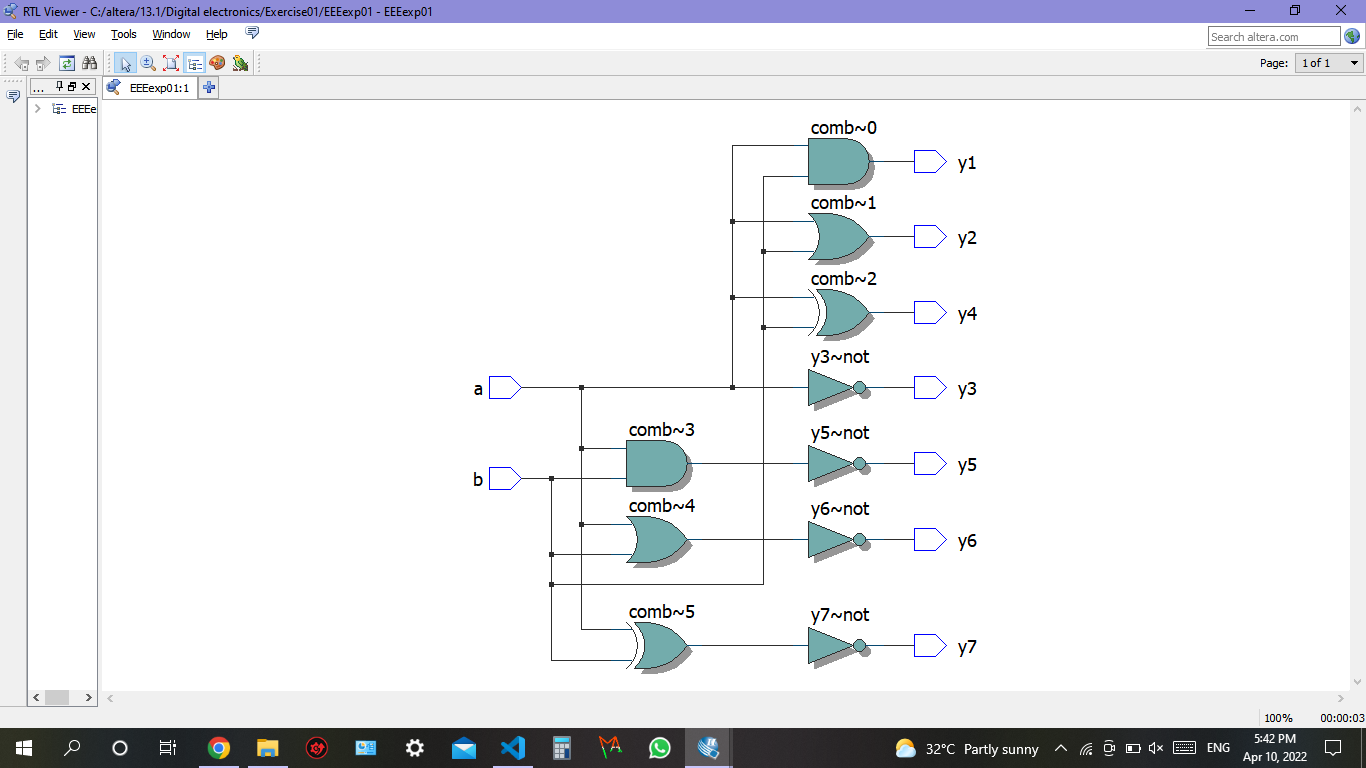 RTL Viewer - C:/altera/13.1/Digital electronics/Exercise01/EEEexp01 - EEEexp01
File Edit View Tools Window Help
Search altera.com
Page: 1 of 1
...
EEEexp01:1
EEEe
comb~0
y1
comb~1
y2
comb~2
y4
y3~not
a
y3
comb~3
y5~not
b
y5
comb~4
y6~not
y6
comb~5
y7~not
y7
100% 00:00:03
32°C Partly sunny
ENG
5:42 PM
Apr 10, 2022